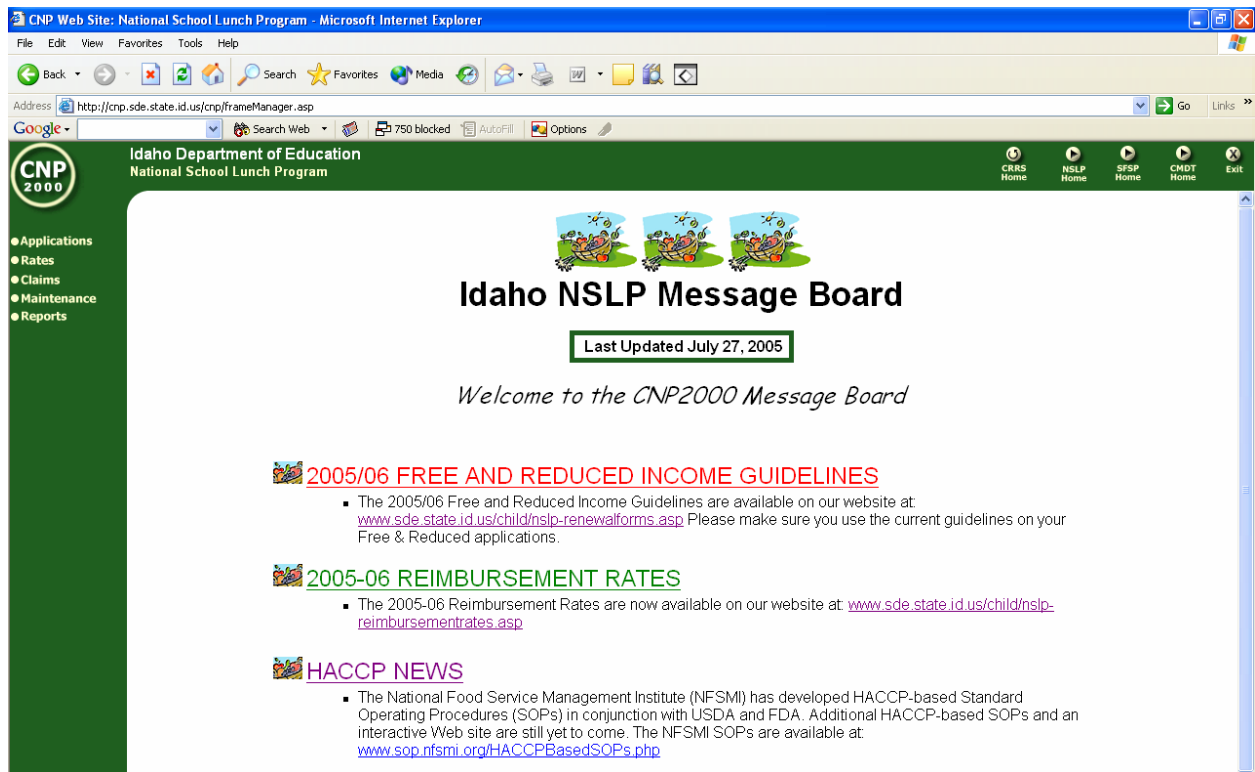 CNP Web Site: National School Lunch Program - Microsoft Internet Explorer
File Edit View Favorites Tools Help
Back Search Favorites Media
Address http://cnp.sde.state.id.us/cnp/frameManager.asp Go Links »
Google Search Web 750 blocked AutoFill Options
CNP
2000
Idaho Department of Education
National School Lunch Program
CRRS
Home
NSLP
Home
SFSP
Home
CMDT
Home
Exit
Applications
Rates
Claims
Maintenance
Reports
Idaho NSLP Message Board
Last Updated July 27, 2005
Welcome to the CNP2000 Message Board
2005/06 FREE AND REDUCED INCOME GUIDELINES
The 2005/06 Free and Reduced Income Guidelines are available on our website at:
www.sde.state.id.us/child/nslp-renewalforms.asp Please make sure you use the current guidelines on your
Free & Reduced applications.
2005-06 REIMBURSEMENT RATES
The 2005-06 Reimbursement Rates are now available on our website at: www.sde.state.id.us/child/nslp-
reimbursementrates.asp
HACCP NEWS
The National Food Service Management Institute (NFSMI) has developed HACCP-based Standard
Operating Procedures (SOPs) in conjunction with USDA and FDA. Additional HACCP-based SOPs and an
interactive Web site are still yet to come. The NFSMI SOPs are available at:
www.sop.nfsmi.org/HACCPBasedSOPs.php